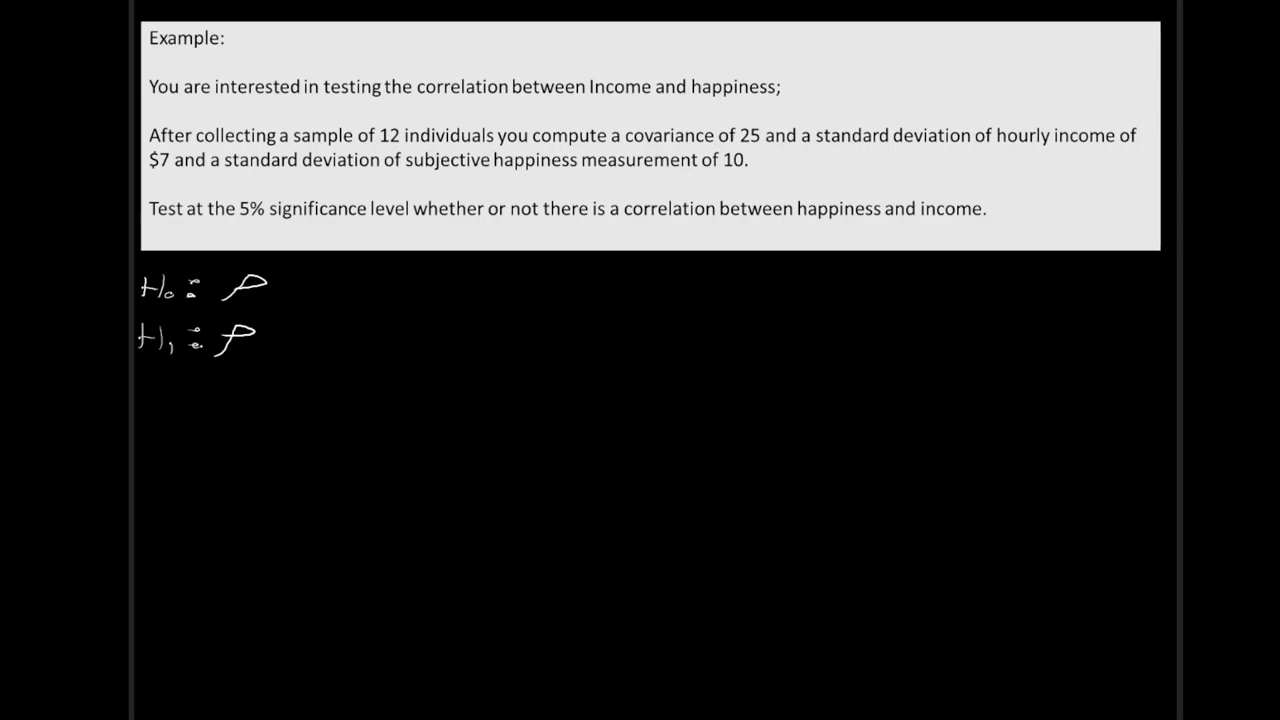 Example:
You are interested in testing the correlation between Income and happiness;
After collecting a sample of 12 individuals you compute a covariance of 25 and a standard deviation of hourly income of
$7 and a standard deviation of subjective happiness measurement of 10.
Test at the 5% significance level whether or not there is a correlation between happiness and income.
H₀: ρ
H₁: ρ